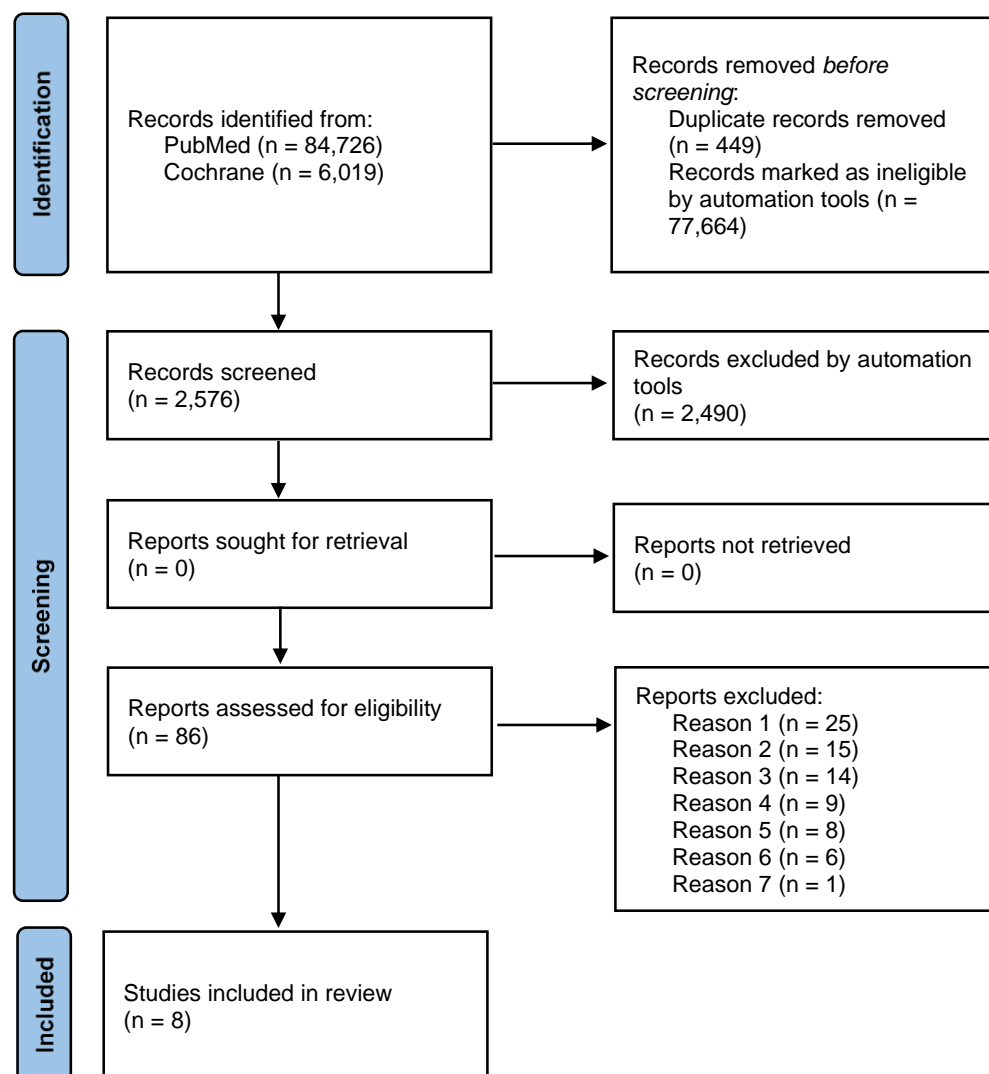 Identification
Records identified from:
PubMed (n = 84,726)
Cochrane (n = 6,019)
Records removed before
screening:
Duplicate records removed
(n = 449)
Records marked as ineligible
by automation tools (n =
77,664)
Screening
Records screened
(n = 2,576)
Records excluded by automation
tools
(n = 2,490)
Reports sought for retrieval
(n = 0)
Reports not retrieved
(n = 0)
Reports assessed for eligibility
(n = 86)
Reports excluded:
Reason 1 (n = 25)
Reason 2 (n = 15)
Reason 3 (n = 14)
Reason 4 (n = 9)
Reason 5 (n = 8)
Reason 6 (n = 6)
Reason 7 (n = 1)
Included
Studies included in review
(n = 8)